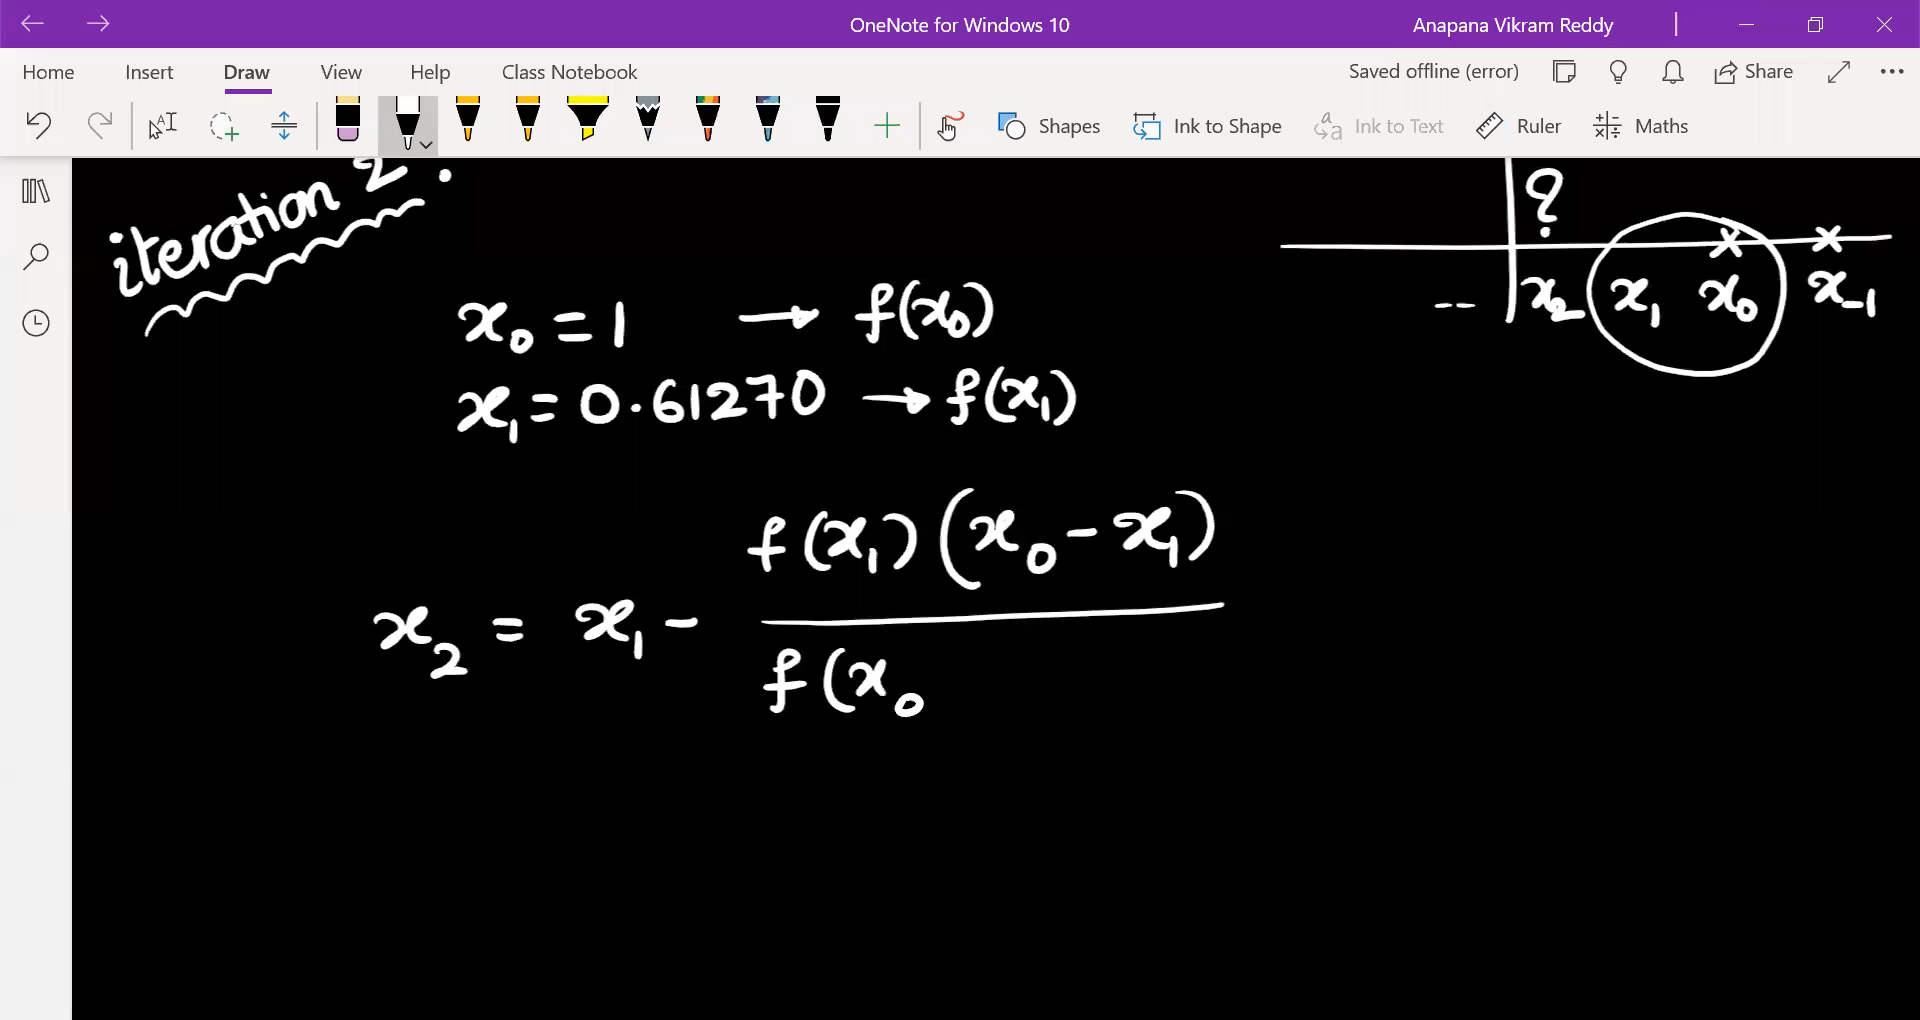 OneNote for Windows 10
Anapana Vikram Reddy
Home Insert Draw View Help Class Notebook
Saved offline (error) Share
Shapes Ink to Shape Ink to Text Ruler Maths
iteration 2 :
x₀ = 1 → f(x₀)
x₁ = 0.61270 → f(x₁)
x₂ = x₁ - f(x₁)(x₀ - x₁)
f(x₀
?
x x
-- x₂ x₁ x₀ x₋₁